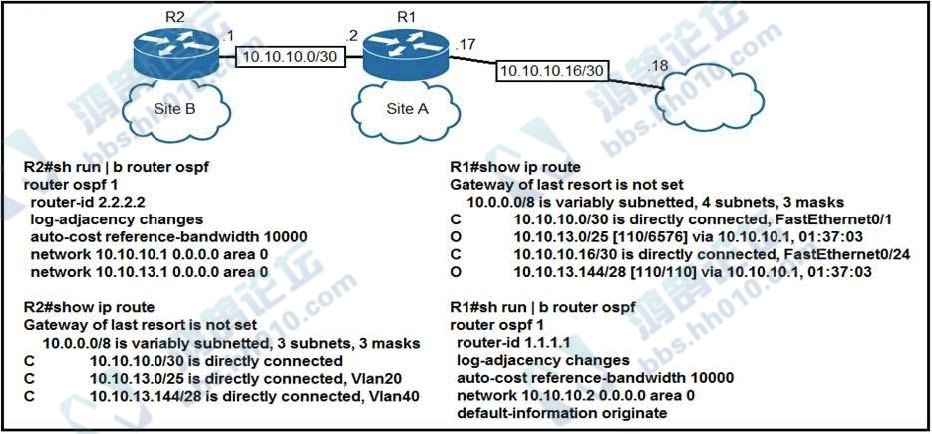 R2
R1
.1
10.10.10.0/30
.2
.17
10.10.10.16/30
.18
Site B
Site A
R2#sh run | b router ospf
router ospf 1
router-id 2.2.2.2
log-adjacency changes
auto-cost reference-bandwidth 10000
network 10.10.10.1 0.0.0.0 area 0
network 10.10.13.1 0.0.0.0 area 0
R2#show ip route
Gateway of last resort is not set
10.0.0.0/8 is variably subnetted, 3 subnets, 3 masks
C 10.10.10.0/30 is directly connected
C 10.10.13.0/25 is directly connected, Vlan20
C 10.10.13.144/28 is directly connected, Vlan40
R1#show ip route
Gateway of last resort is not set
10.0.0.0/8 is variably subnetted, 4 subnets, 3 masks
C 10.10.10.0/30 is directly connected, FastEthernet0/1
O 10.10.13.0/25 [110/6576] via 10.10.10.1, 01:37:03
C 10.10.10.16/30 is directly connected, FastEthernet0/24
O 10.10.13.144/28 [110/110] via 10.10.10.1, 01:37:03
R1#sh run | b router ospf
router ospf 1
router-id 1.1.1.1
log-adjacency changes
auto-cost reference-bandwidth 10000
network 10.10.10.2 0.0.0.0 area 0
default-information originate
鸿鹄论坛
bbs.hh010.com